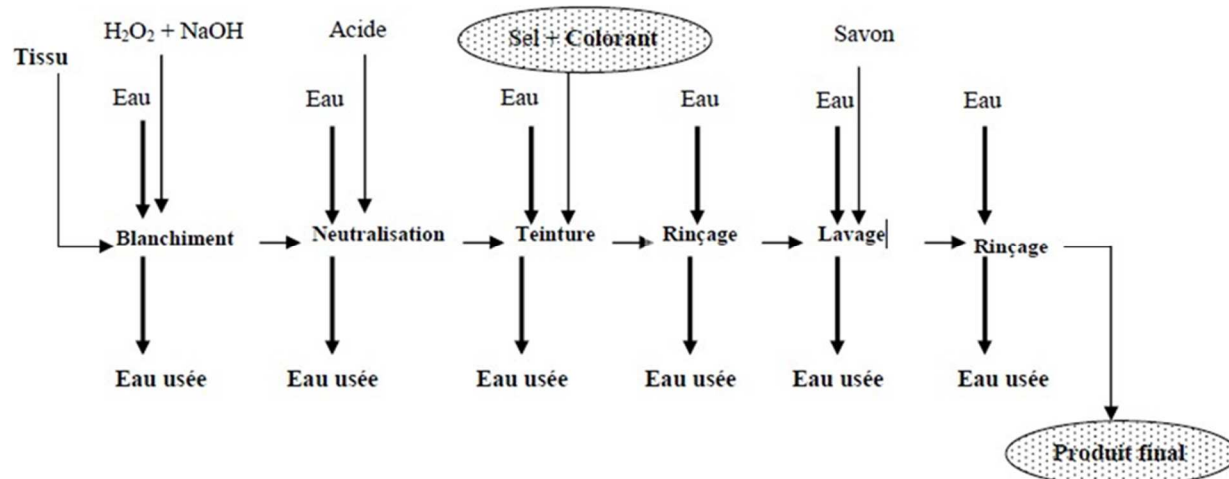 H₂O₂ + NaOH
Acide
Sel + Colorant
Savon
Tissu
Eau
Eau
Eau
Eau
Eau
Eau
Blanchiment
Neutralisation
Teinture
Rinçage
Lavage
Rinçage
Eau usée
Eau usée
Eau usée
Eau usée
Eau usée
Eau usée
Produit final